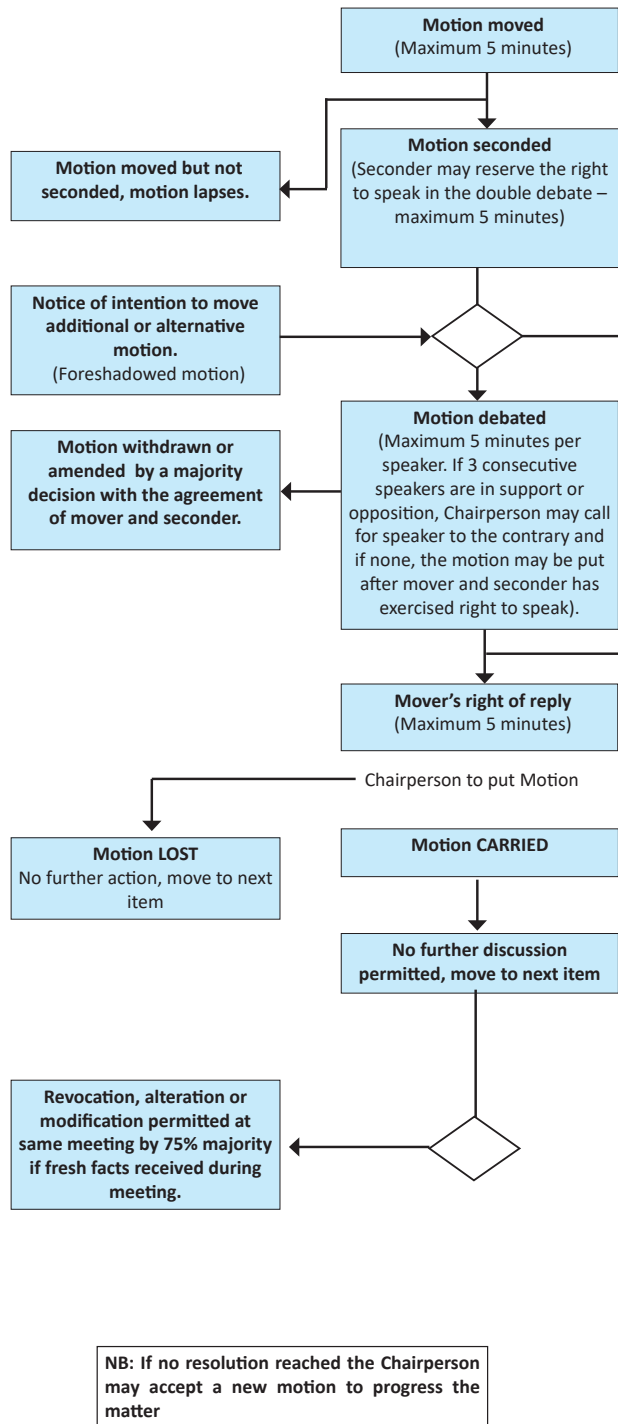 Motion moved
(Maximum 5 minutes)
Motion seconded
(Seconder may reserve the right
to speak in the double debate –
maximum 5 minutes)
Motion moved but not
seconded, motion lapses.
Notice of intention to move
additional or alternative
motion.
(Foreshadowed motion)
Motion debated
(Maximum 5 minutes per
speaker. If 3 consecutive
speakers are in support or
opposition, Chairperson may call
for speaker to the contrary and
if none, the motion may be put
after mover and seconder has
exercised right to speak).
Motion withdrawn or
amended by a majority
decision with the agreement
of mover and seconder.
Mover’s right of reply
(Maximum 5 minutes)
Chairperson to put Motion
Motion LOST
No further action, move to next
item
Motion CARRIED
No further discussion
permitted, move to next item
Revocation, alteration or
modification permitted at
same meeting by 75% majority
if fresh facts received during
meeting.
NB: If no resolution reached the Chairperson
may accept a new motion to progress the
matter